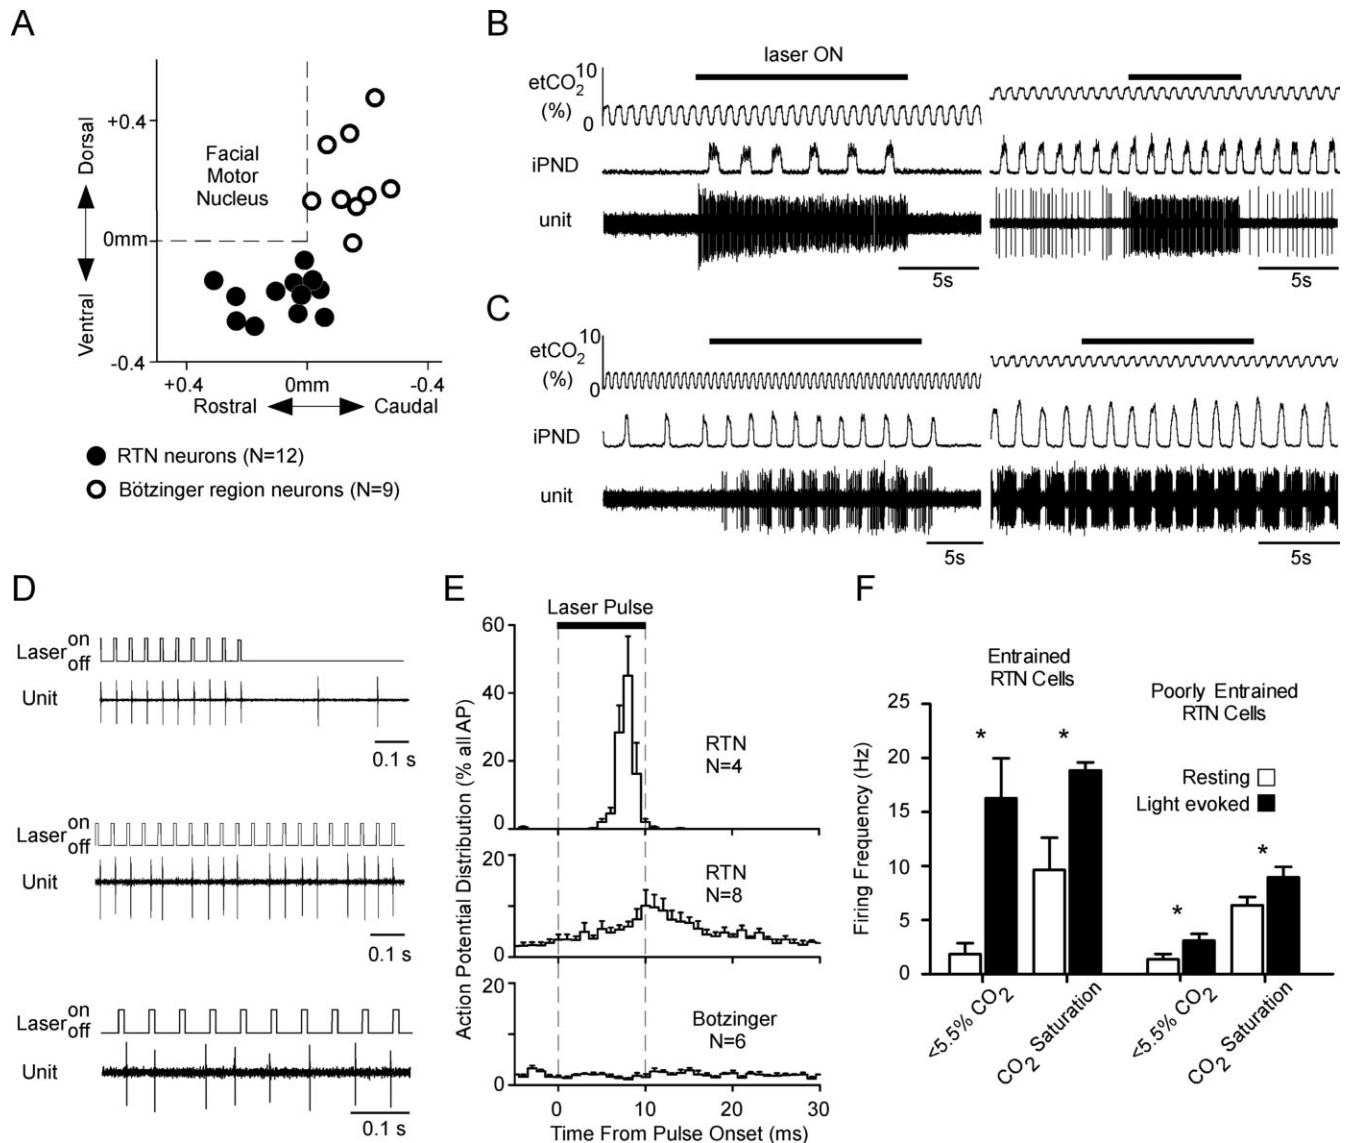 A
+0.4
0mm
-0.4
Dorsal
Ventral
Facial
Motor
Nucleus
+0.4
0mm
-0.4
Rostral
Caudal
RTN neurons (N=12)
Bötzinger region neurons (N=9)
B
laser ON
etCO2
(%)
10
0
iPND
unit
5s
5s
C
etCO2
(%)
10
0
iPND
unit
5s
5s
D
Laser on
off
Unit
0.1 s
Laser on
off
Unit
0.1 s
Laser on
off
Unit
0.1 s
E
Laser Pulse
Action Potential Distribution (% all AP)
60
40
20
0
RTN
N=4
20
0
RTN
N=8
20
0
Botzinger
N=6
0
10
20
30
Time From Pulse Onset (ms)
F
Entrained
RTN Cells
Poorly Entrained
RTN Cells
Resting
Light evoked
Firing Frequency (Hz)
25
20
15
10
5
0
*
*
*
*
<5.5% CO2
CO2 Saturation
<5.5% CO2
CO2 Saturation